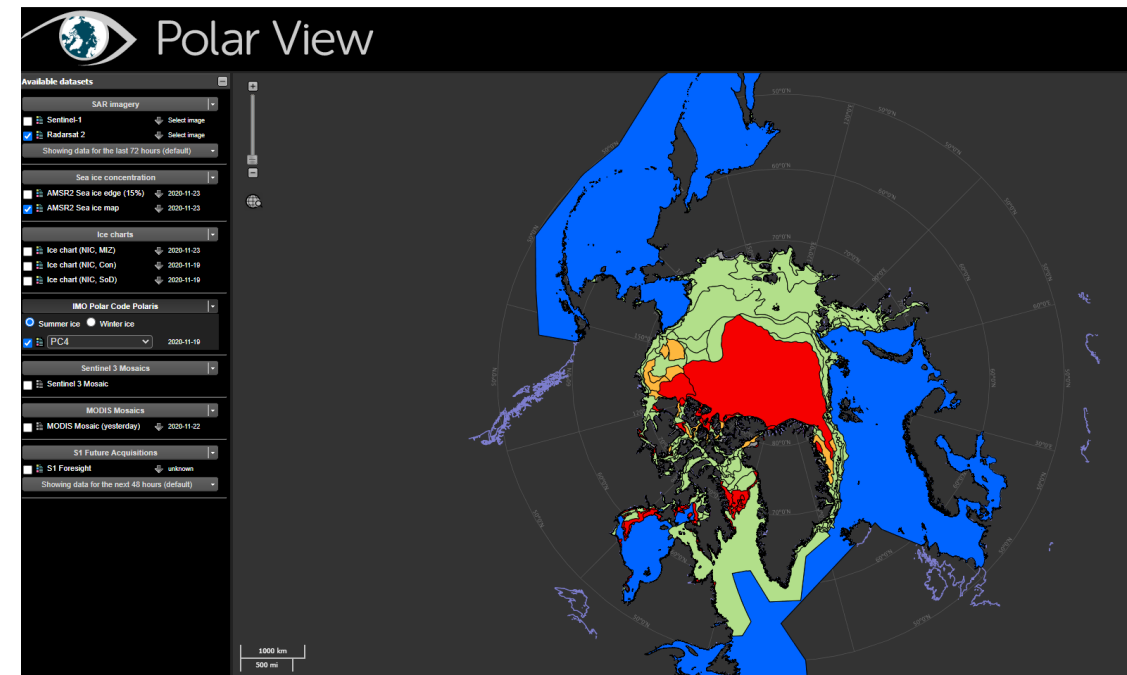 Polar View
Available datasets
SAR imagery
Sentinel-1 Select image
Radarsat 2 Select image
Showing data for the last 72 hours (default)
Sea ice concentration
AMSR2 Sea ice edge (15%) 2020-11-23
AMSR2 Sea ice map 2020-11-23
Ice charts
Ice chart (NIC, MIZ) 2020-11-23
Ice chart (NIC, Con) 2020-11-19
Ice chart (NIC, SoD) 2020-11-19
IMO Polar Code Polaris
Summer ice Winter ice
PC4 2020-11-19
Sentinel 3 Mosaics
Sentinel 3 Mosaic
MODIS Mosaics
MODIS Mosaic (yesterday) 2020-11-22
S1 Future Acquisitions
S1 Foresight unknown
Showing data for the next 48 hours (default)
1000 km
500 mi